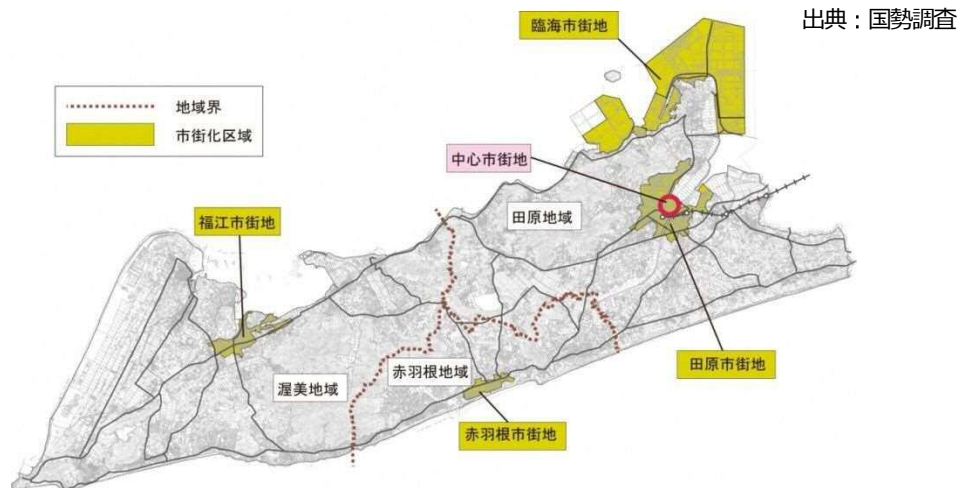 出典：国勢調査
臨海市街地
地域界
市街化区域
中心市街地
田原地域
福江市街地
田原市街地
赤羽根地域
渥美地域
赤羽根市街地